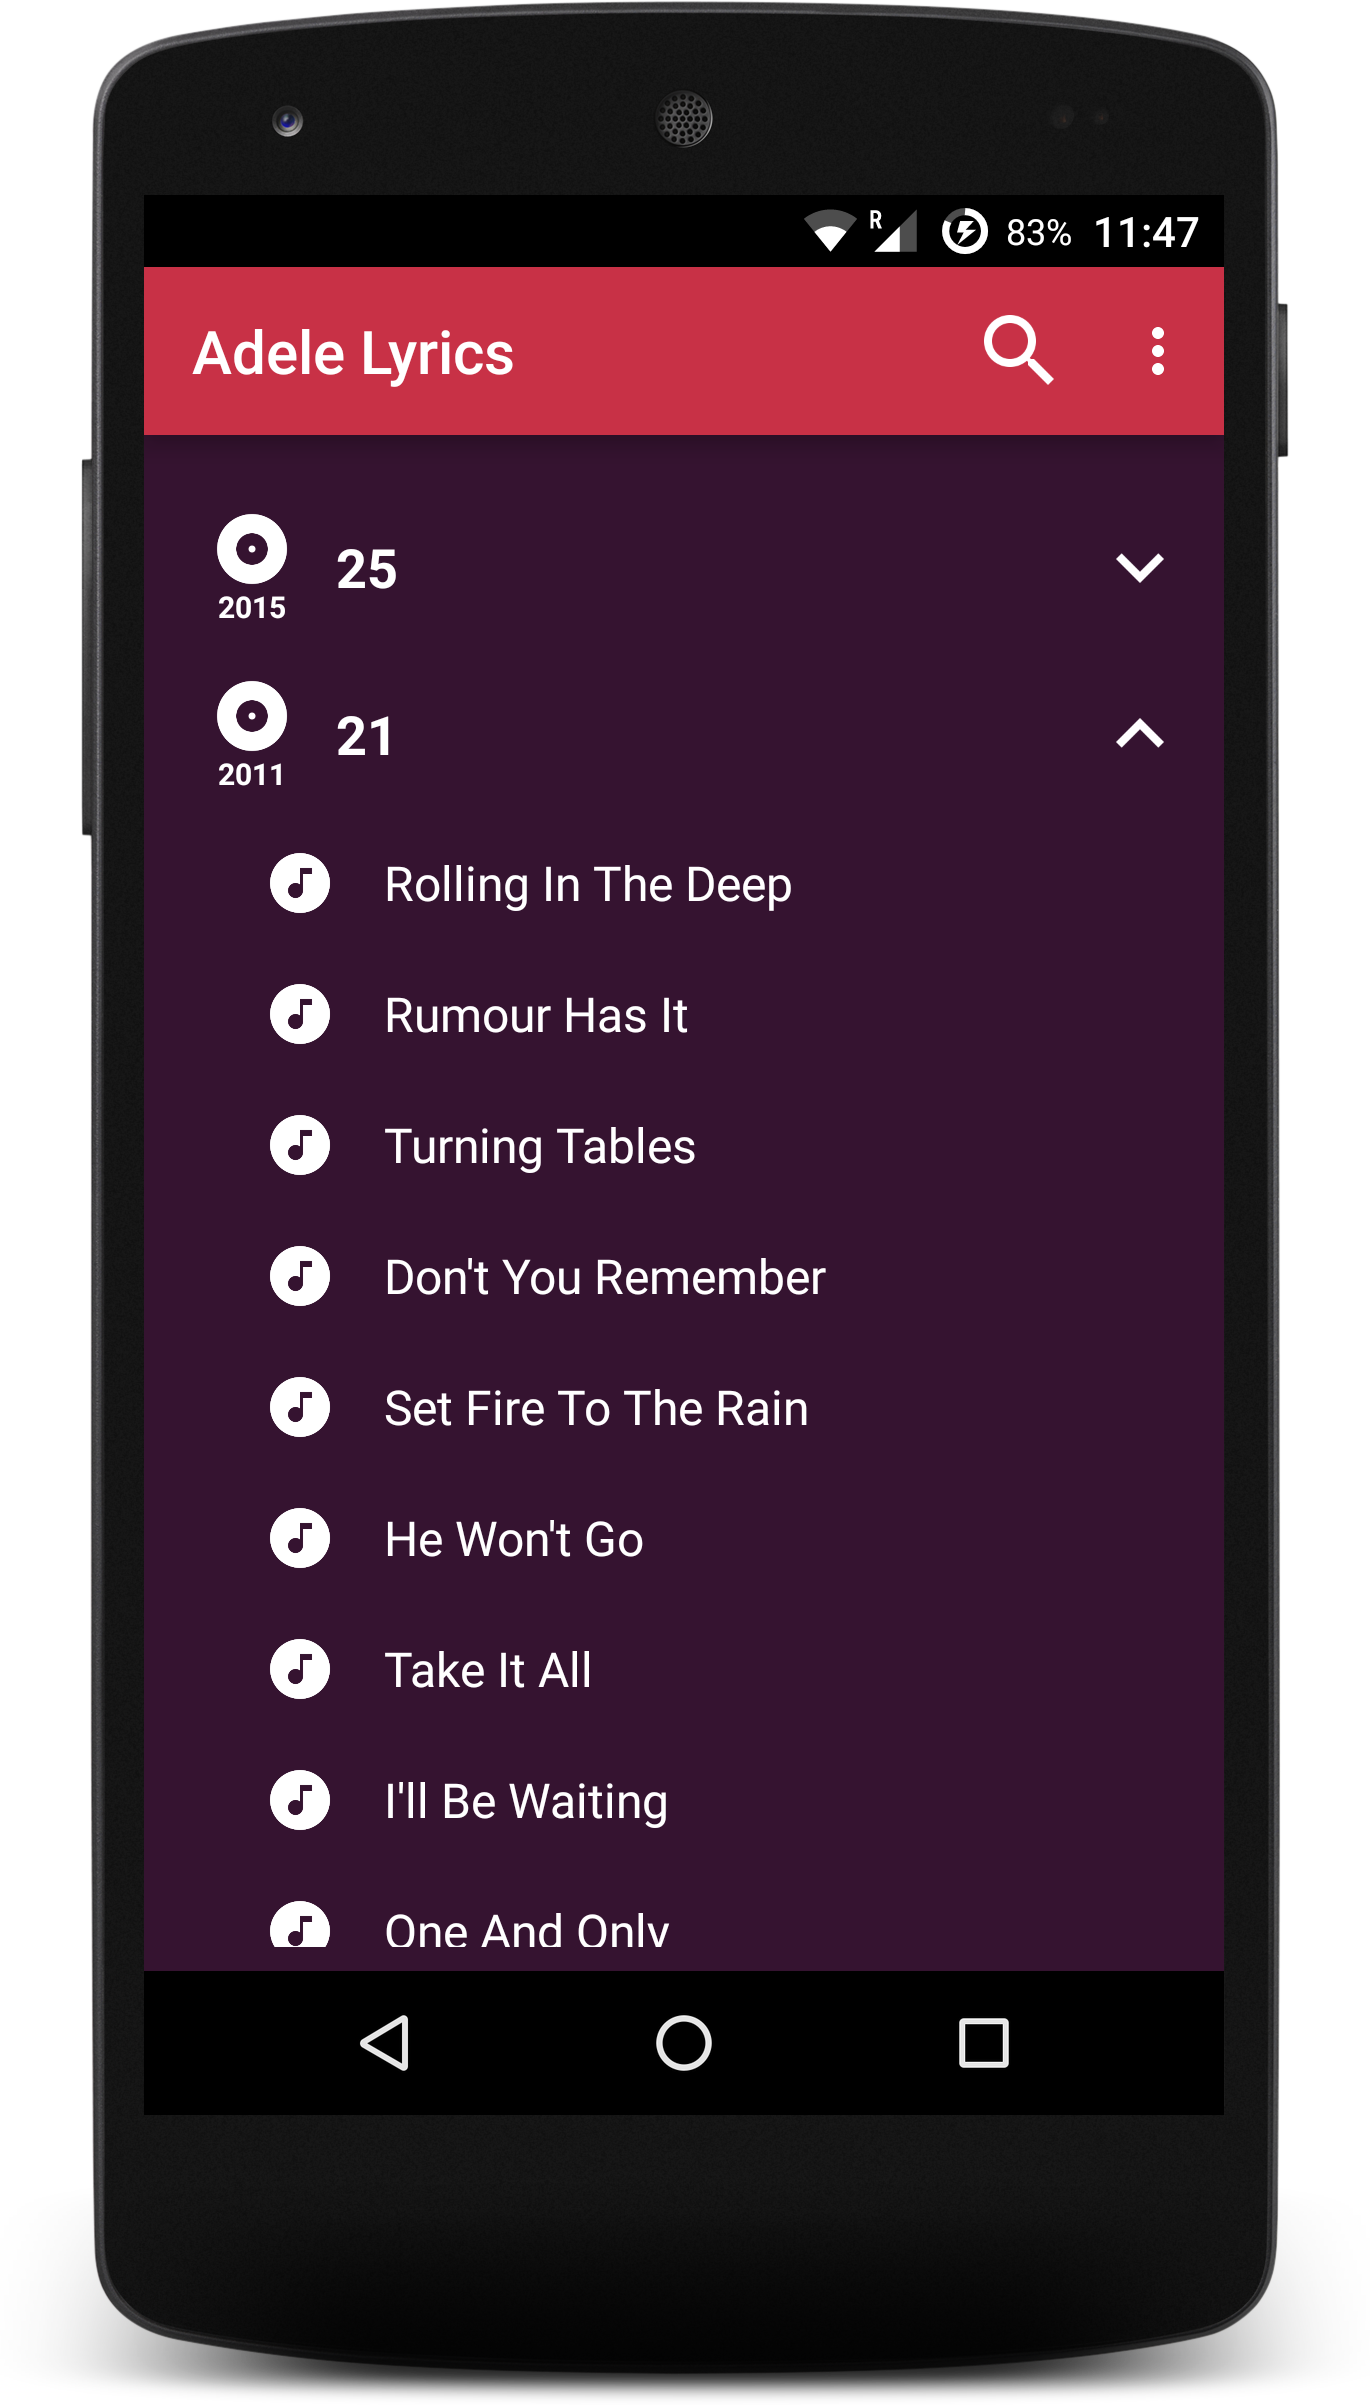 R 83% 11:47
Adele Lyrics
25
2015
21
2011
Rolling In The Deep
Rumour Has It
Turning Tables
Don't You Remember
Set Fire To The Rain
He Won't Go
Take It All
I'll Be Waiting
One And Only